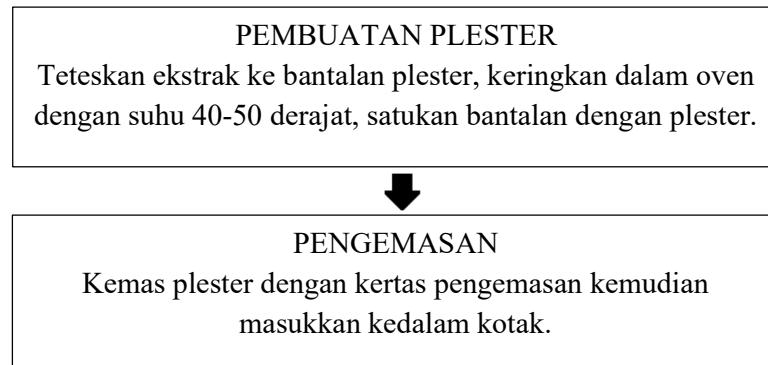 PEMBUATAN PLESTER
Teteskan ekstrak ke bantalan plester, keringkan dalam oven
dengan suhu 40-50 derajat, satukan bantalan dengan plester.
PENGEMASAN
Kemas plester dengan kertas pengemasan kemudian
masukkan kedalam kotak.